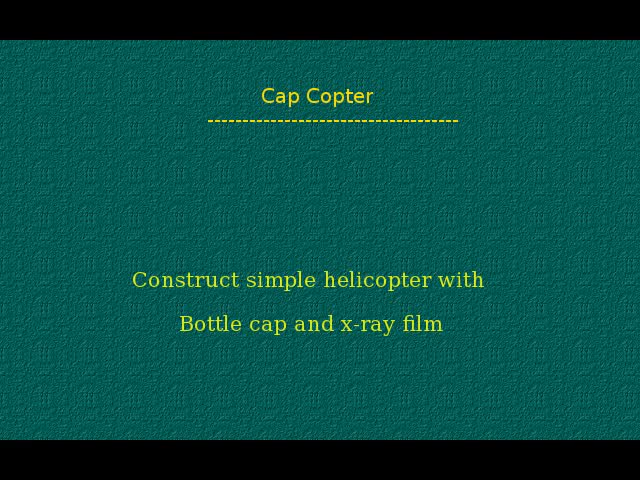 Cap Copter
------------------------------------
Construct simple helicopter with
Bottle cap and x-ray film